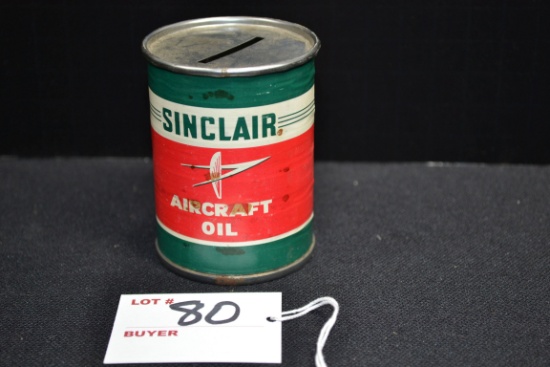 SINCLAIR
AIRCRAFT
OIL
LOT # 80
BUYER